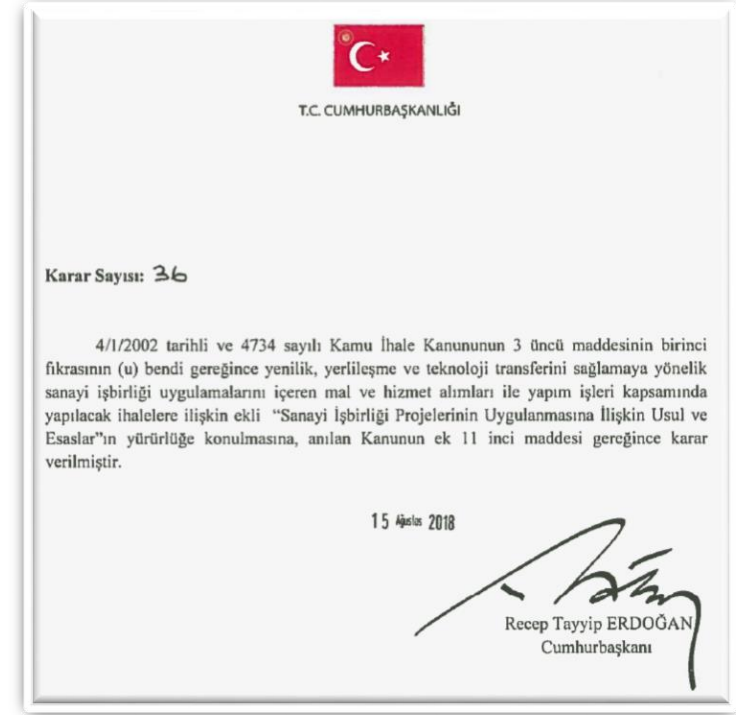 T.C. CUMHURBAŞKANLIĞI
Karar Sayısı: 36
4/1/2002 tarihli ve 4734 sayılı Kamu İhale Kanununun 3 üncü maddesinin birinci
fıkrasının (u) bendi gereğince yenilik, yerlileşme ve teknoloji transferini sağlamaya yönelik
sanayi işbirliği uygulamalarını içeren mal ve hizmet alımları ile yapım işleri kapsamında
yapılacak ihalelere ilişkin ekli “Sanayi İşbirliği Projelerinin Uygulanmasına İlişkin Usul ve
Esaslar”ın yürürlüğe konulmasına, anılan Kanunun ek 11 inci maddesi gereğince karar
verilmiştir.
15 Ağustos 2018
Recep Tayyip ERDOĞAN
Cumhurbaşkanı